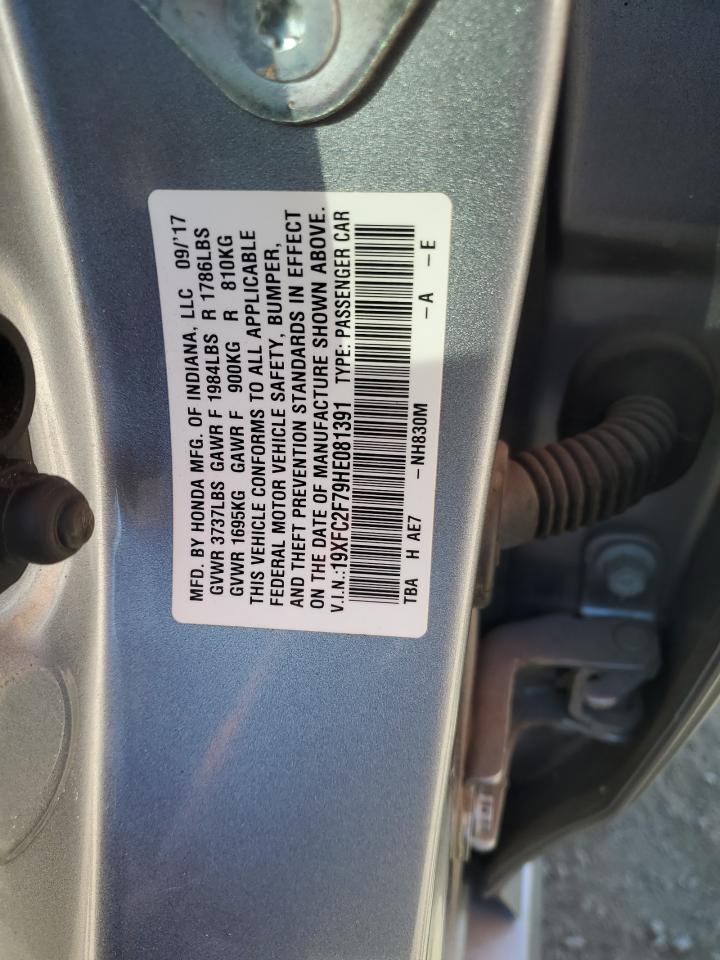 MFD. BY HONDA MFG. OF INDIANA, LLC 09/'17
GVWR 3737LBS GAWR F 1984LBS R 1786LBS
GVWR 1695KG GAWR F 900KG R 810KG
THIS VEHICLE CONFORMS TO ALL APPLICABLE
FEDERAL MOTOR VEHICLE SAFETY, BUMPER,
AND THEFT PREVENTION STANDARDS IN EFFECT
ON THE DATE OF MANUFACTURE SHOWN ABOVE.
V.I.N.:19XFC2F79HE081391 TYPE: PASSENGER CAR
TBA H AE7 -NH830M -A -E